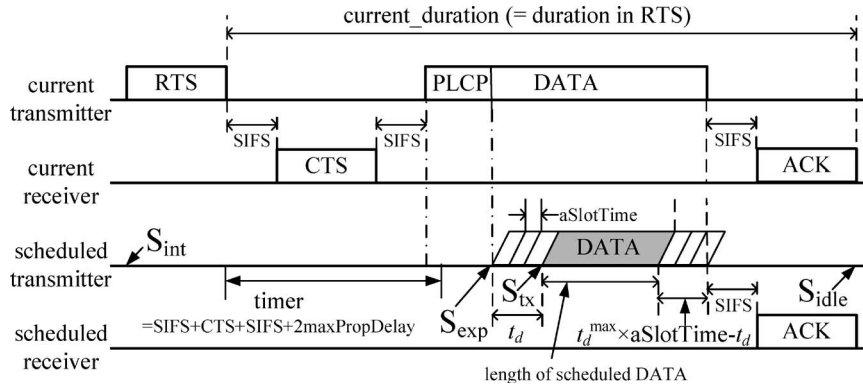 current_duration (= duration in RTS)
current transmitter
RTS
PLCP
DATA
SIFS
SIFS
SIFS
current receiver
CTS
ACK
aSlotTime
scheduled transmitter
S_int
DATA
timer
=SIFS+CTS+SIFS+2maxPropDelay
S_exp
t_d
S_tx
t_d^max×aSlotTime-t_d
SIFS
S_idle
scheduled receiver
ACK
length of scheduled DATA